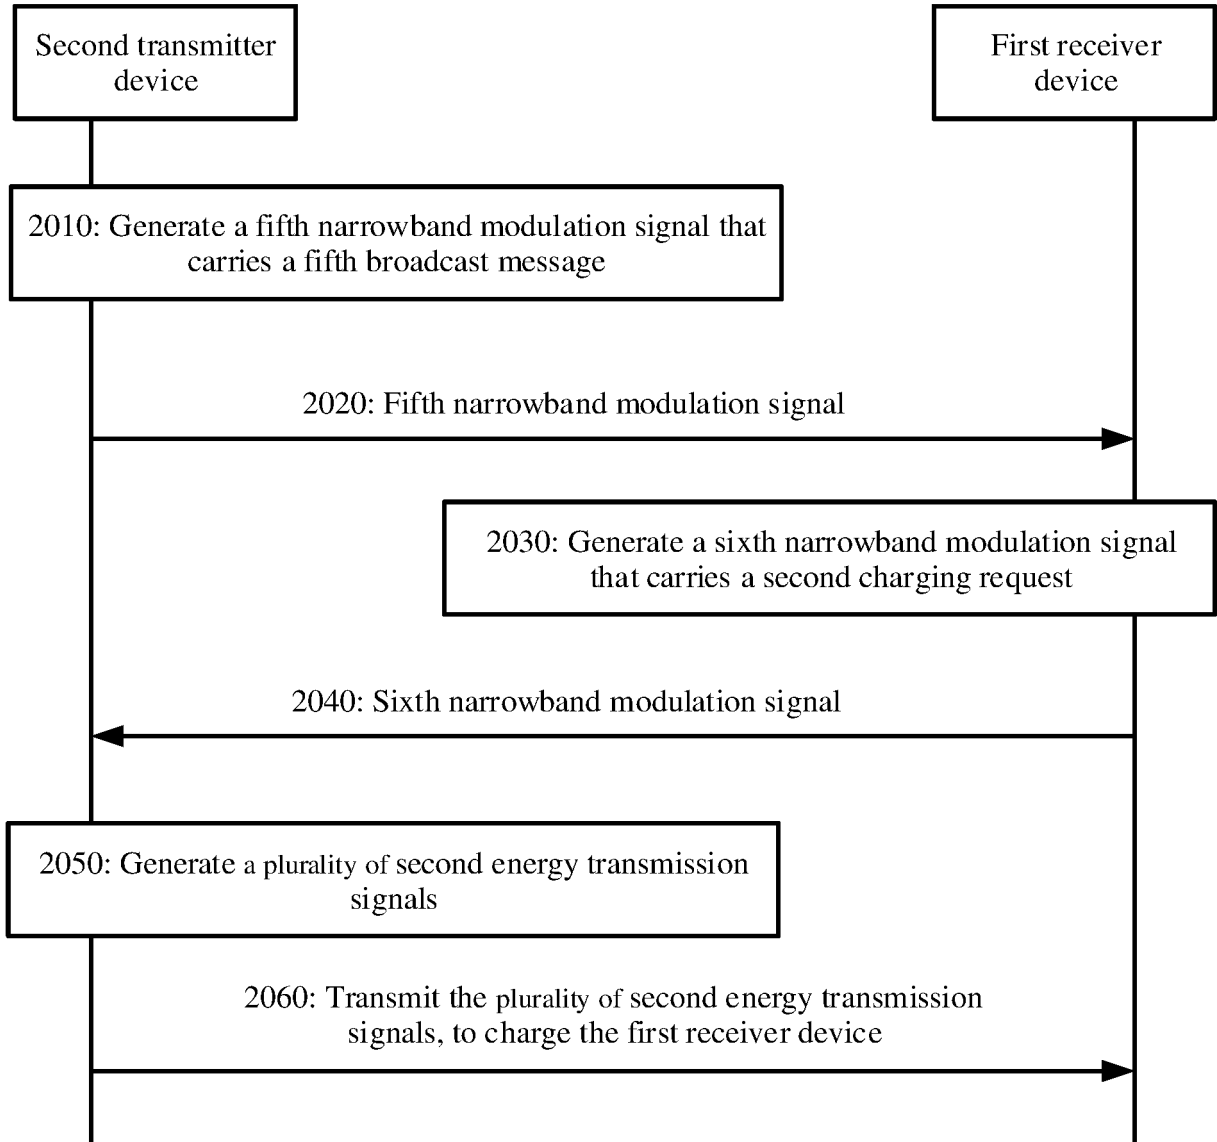 Second transmitter
device
First receiver
device
2010: Generate a fifth narrowband modulation signal that
carries a fifth broadcast message
2020: Fifth narrowband modulation signal
2030: Generate a sixth narrowband modulation signal
that carries a second charging request
2040: Sixth narrowband modulation signal
2050: Generate a plurality of second energy transmission
signals
2060: Transmit the plurality of second energy transmission
signals, to charge the first receiver device